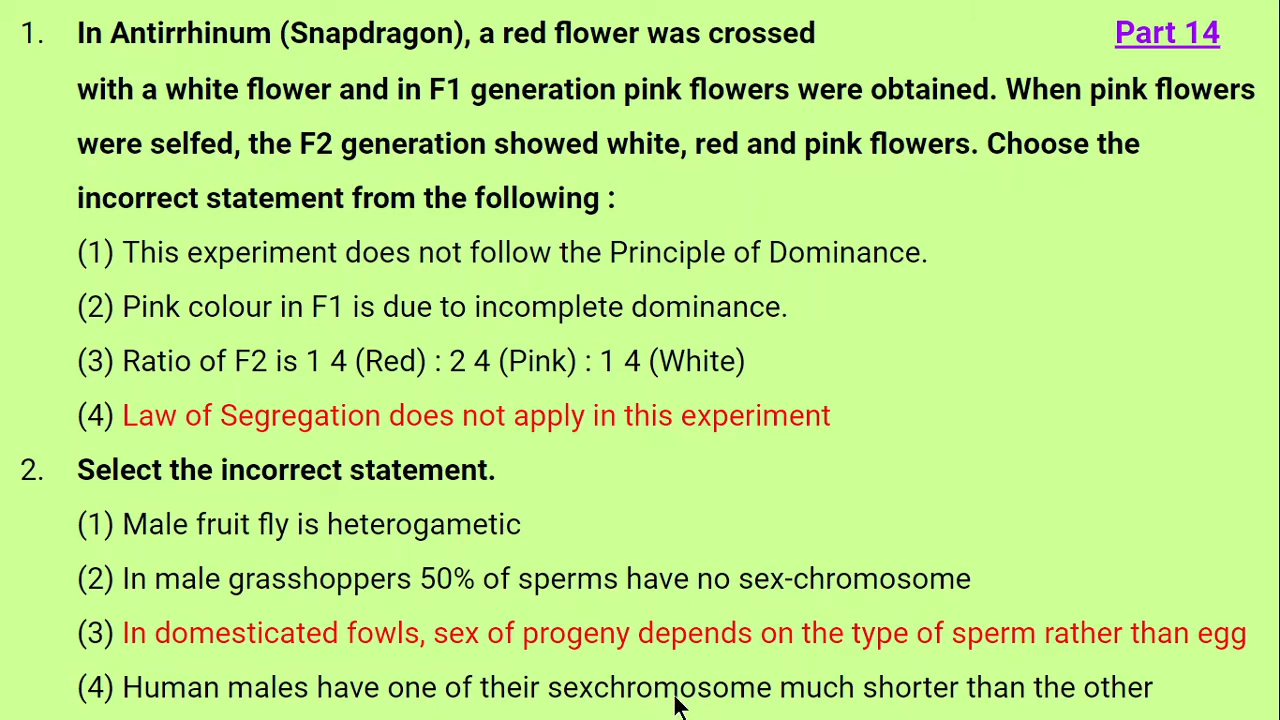 1. In Antirrhinum (Snapdragon), a red flower was crossed Part 14
with a white flower and in F1 generation pink flowers were obtained. When pink flowers
were selfed, the F2 generation showed white, red and pink flowers. Choose the
incorrect statement from the following :
(1) This experiment does not follow the Principle of Dominance.
(2) Pink colour in F1 is due to incomplete dominance.
(3) Ratio of F2 is 1 4 (Red) : 2 4 (Pink) : 1 4 (White)
(4) Law of Segregation does not apply in this experiment
2. Select the incorrect statement.
(1) Male fruit fly is heterogametic
(2) In male grasshoppers 50% of sperms have no sex-chromosome
(3) In domesticated fowls, sex of progeny depends on the type of sperm rather than egg
(4) Human males have one of their sexchromosome much shorter than the other